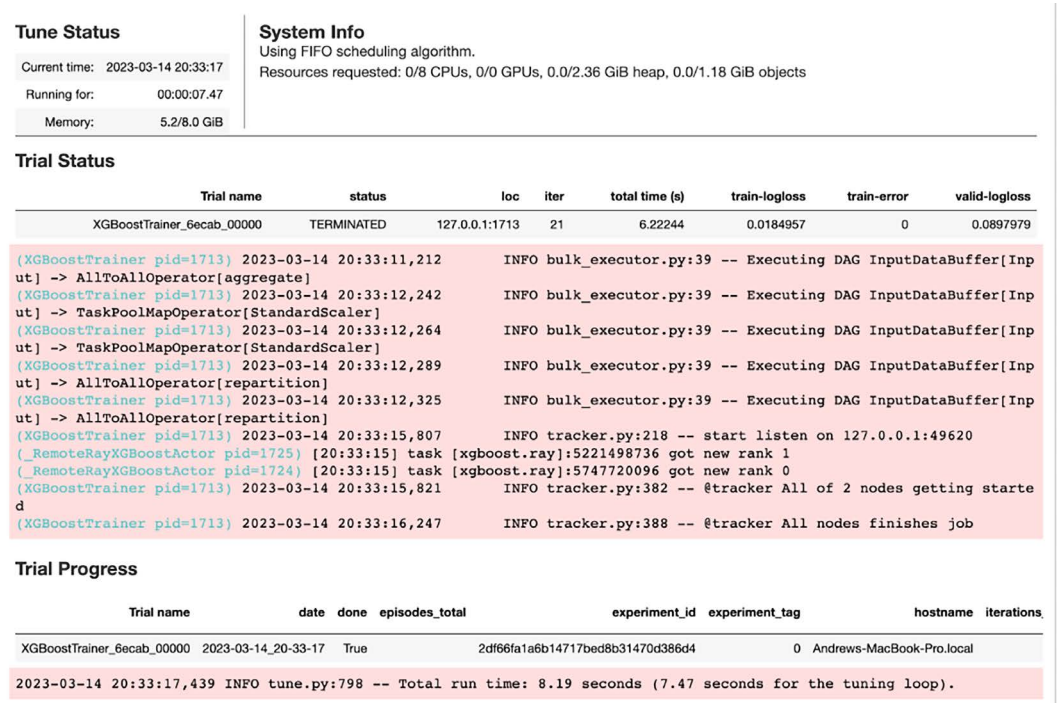 Tune Status
Current time: 2023-03-14 20:33:17
Running for: 00:00:07.47
Memory: 5.2/8.0 GiB
System Info
Using FIFO scheduling algorithm.
Resources requested: 0/8 CPUs, 0/0 GPUs, 0.0/2.36 GiB heap, 0.0/1.18 GiB objects
Trial Status
Trial name status loc iter total time (s) train-logloss train-error valid-logloss
XGBoostTrainer_6ecab_00000 TERMINATED 127.0.0.1:1713 21 6.22244 0.0184957 0 0.0897979
(XGBoostTrainer pid=1713) 2023-03-14 20:33:11,212 INFO bulk_executor.py:39 -- Executing DAG InputDataBuffer[Inp
ut] -> AllToAllOperator[aggregate]
(XGBoostTrainer pid=1713) 2023-03-14 20:33:12,242 INFO bulk_executor.py:39 -- Executing DAG InputDataBuffer[Inp
ut] -> TaskPoolMapOperator[StandardScaler]
(XGBoostTrainer pid=1713) 2023-03-14 20:33:12,264 INFO bulk_executor.py:39 -- Executing DAG InputDataBuffer[Inp
ut] -> TaskPoolMapOperator[StandardScaler]
(XGBoostTrainer pid=1713) 2023-03-14 20:33:12,289 INFO bulk_executor.py:39 -- Executing DAG InputDataBuffer[Inp
ut] -> AllToAllOperator[repartition]
(XGBoostTrainer pid=1713) 2023-03-14 20:33:12,325 INFO bulk_executor.py:39 -- Executing DAG InputDataBuffer[Inp
ut] -> AllToAllOperator[repartition]
(XGBoostTrainer pid=1713) 2023-03-14 20:33:15,807 INFO tracker.py:218 -- start listen on 127.0.0.1:49620
(_RemoteRayXGBoostActor pid=1725) [20:33:15] task [xgboost.ray]:5221498736 got new rank 1
(_RemoteRayXGBoostActor pid=1724) [20:33:15] task [xgboost.ray]:5747720096 got new rank 0
(XGBoostTrainer pid=1713) 2023-03-14 20:33:15,821 INFO tracker.py:382 -- @tracker All of 2 nodes getting starte
d
(XGBoostTrainer pid=1713) 2023-03-14 20:33:16,247 INFO tracker.py:388 -- @tracker All nodes finishes job
Trial Progress
Trial name date done episodes_total experiment_id experiment_tag hostname iterations_
XGBoostTrainer_6ecab_00000 2023-03-14_20-33-17 True 2df66fa1a6b14717bed8b31470d386d4 0 Andrews-MacBook-Pro.local
2023-03-14 20:33:17,439 INFO tune.py:798 -- Total run time: 8.19 seconds (7.47 seconds for the tuning loop).